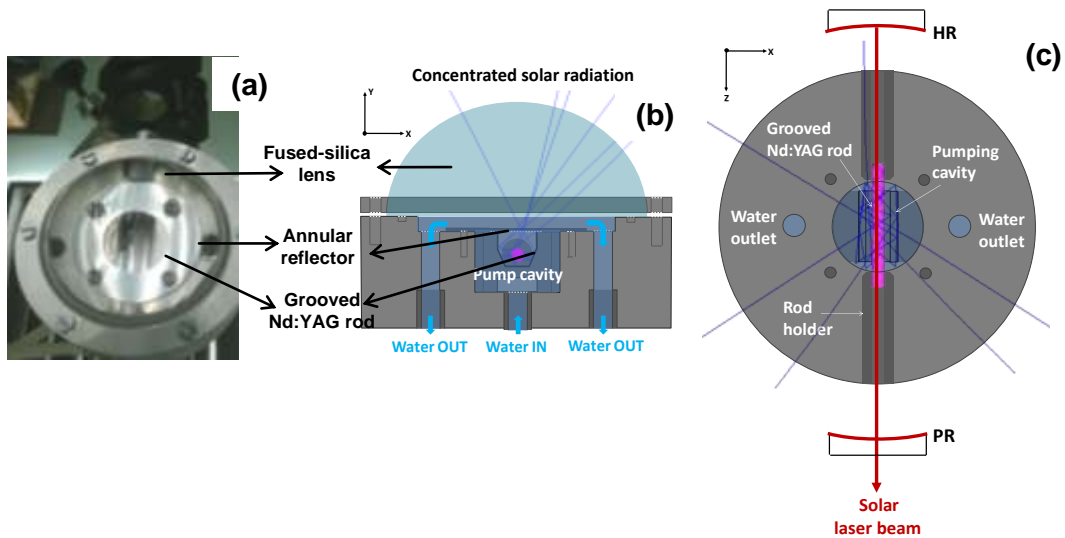 (a)
Fused-silica
lens
Annular
reflector
Grooved
Nd:YAG rod
Concentrated solar radiation
(b)
Y
X
Pump cavity
Water OUT
Water IN
Water OUT
(c)
HR
X
Z
Grooved
Nd:YAG rod
Pumping
cavity
Water
outlet
Water
outlet
Rod
holder
PR
Solar
laser beam